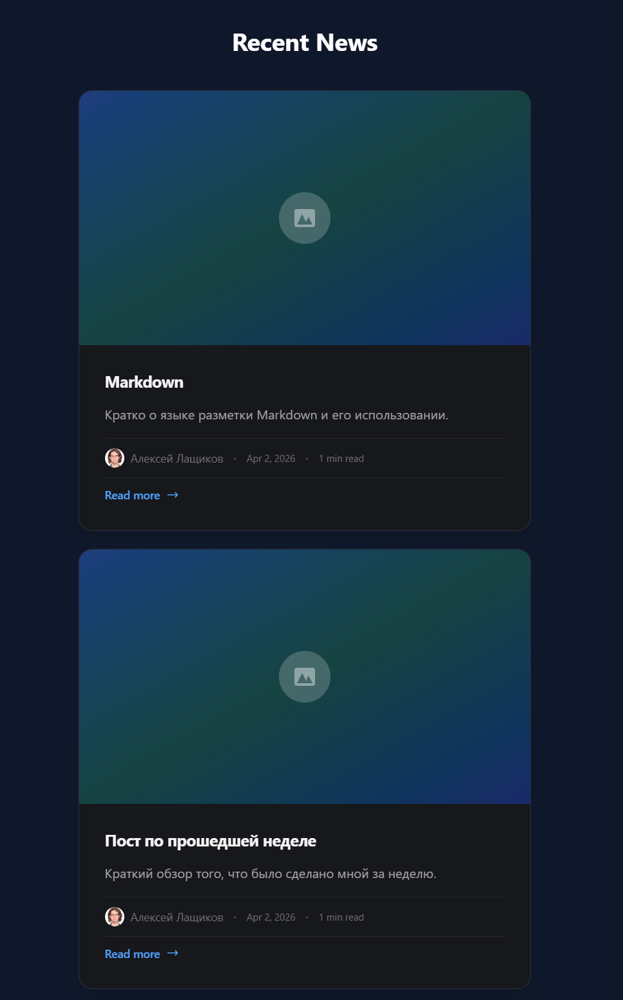 Recent News
Markdown
Кратко о языке разметки Markdown и его использовании.
Алексей Лащиков • Apr 2, 2026 • 1 min read
Read more →
Пост по прошедшей неделе
Краткий обзор того, что было сделано мной за неделю.
Алексей Лащиков • Apr 2, 2026 • 1 min read
Read more →